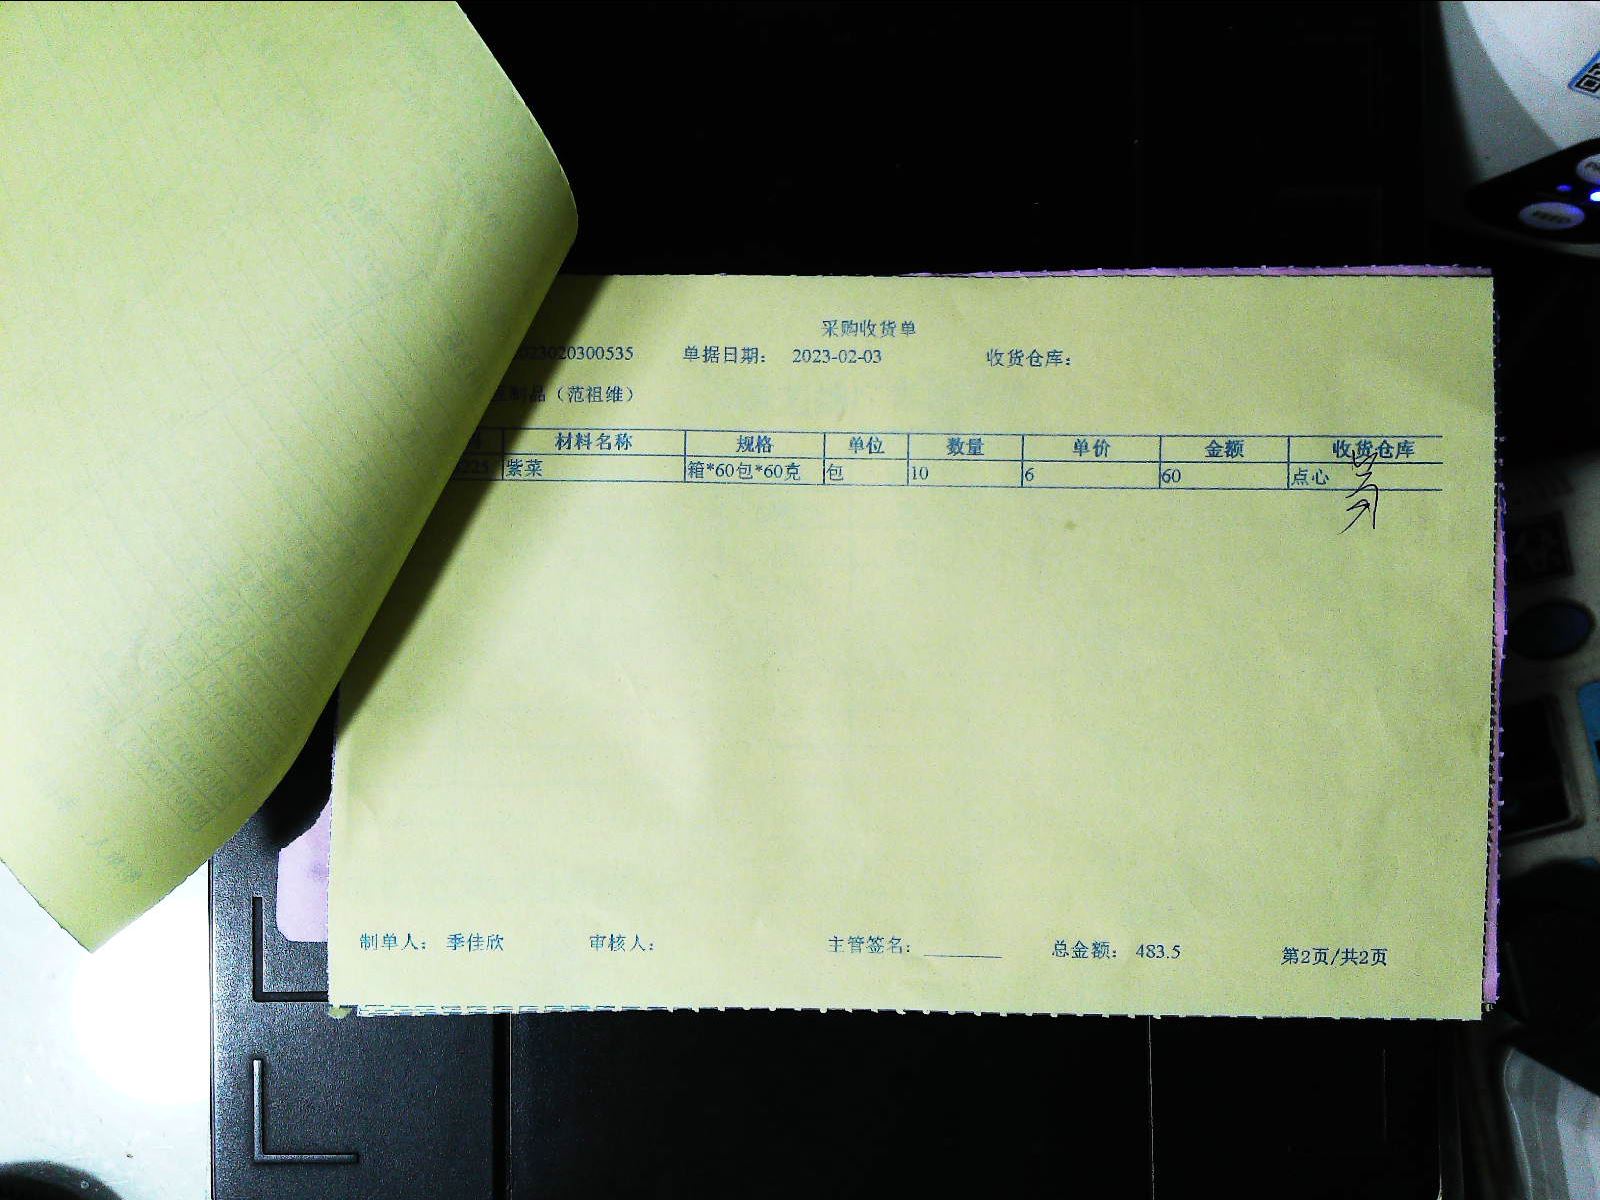 采购收货单
023020300535 单据日期： 2023-02-03 收货仓库：
豆制品（范祖维）
材料名称 规格 单位 数量 单价 金额 收货仓库
225 紫菜 箱*60包*60克 包 10 6 60 点心
制单人： 季佳欣 审核人： 主管签名：________ 总金额： 483.5 第2页/共2页